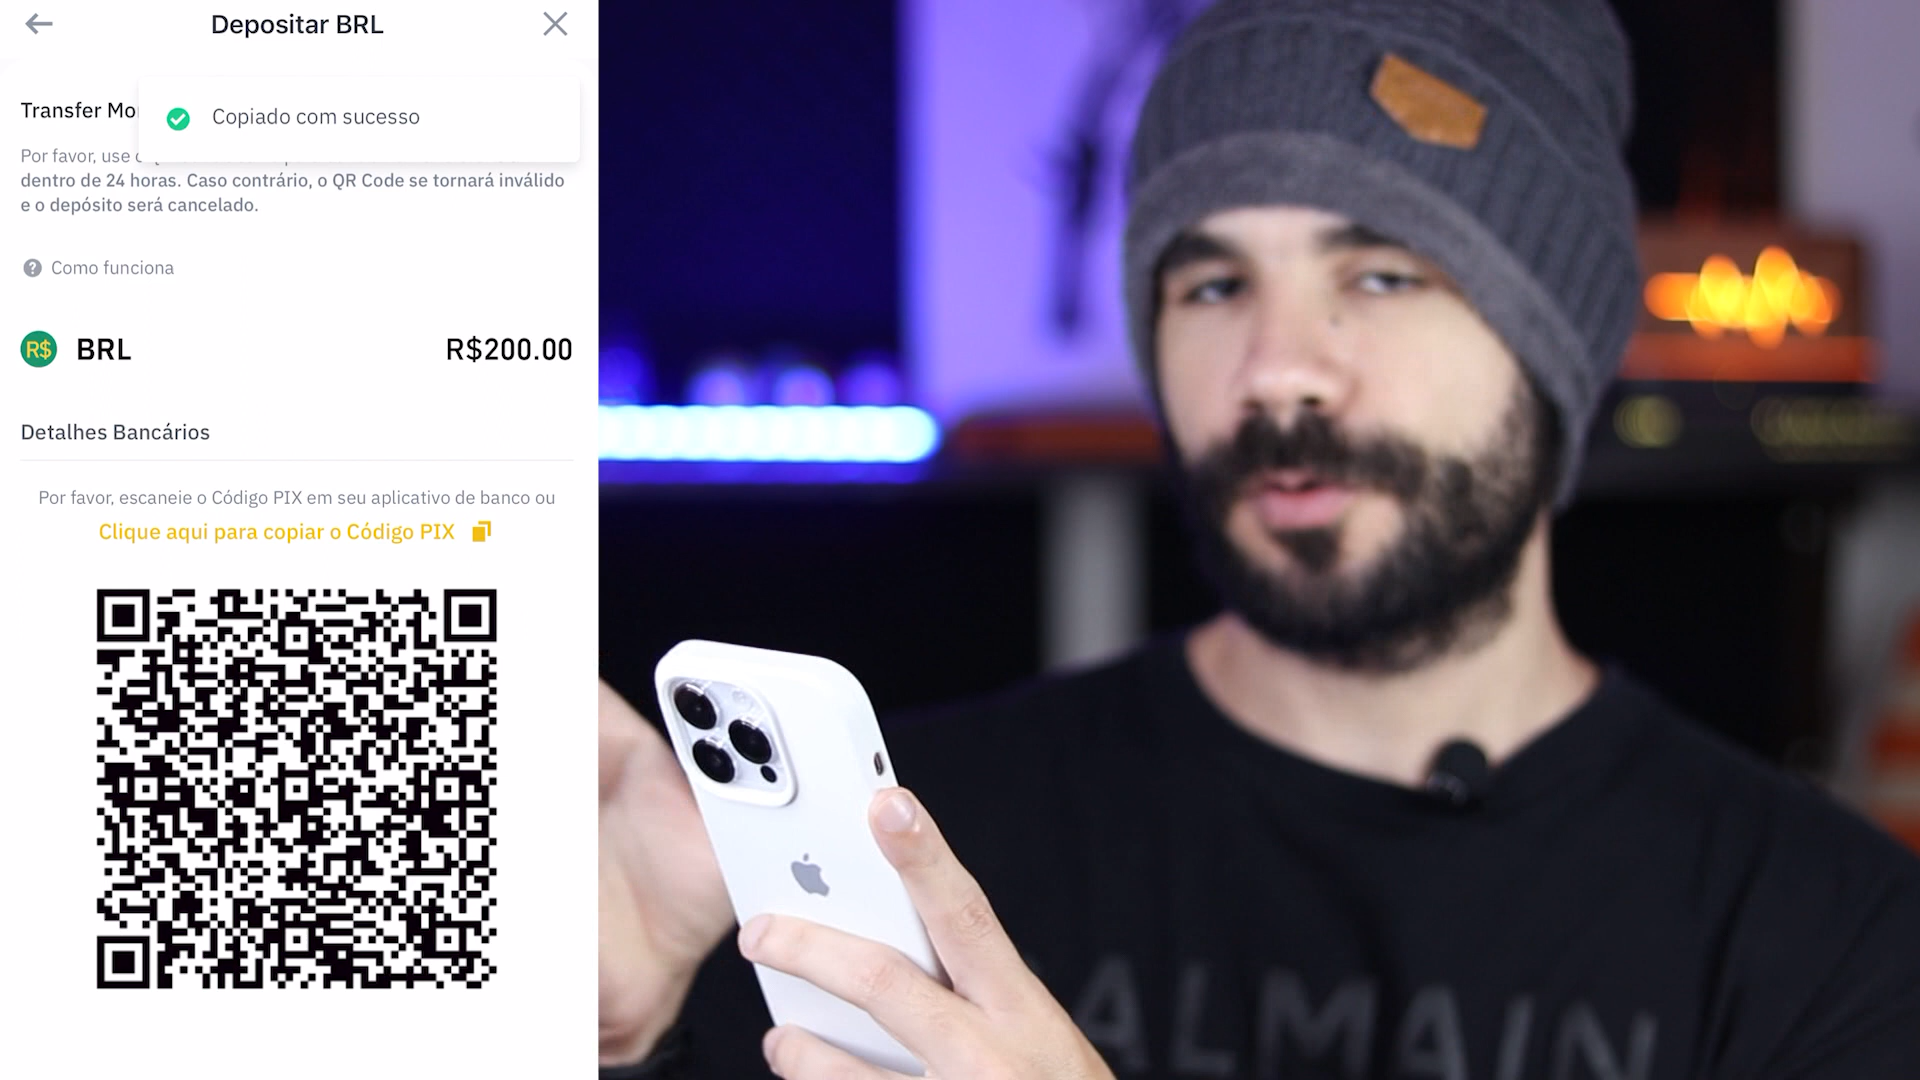 Depositar BRL
Copiado com sucesso
Transfer Mo
Por favor, use
dentro de 24 horas. Caso contrário, o QR Code se tornará inválido
e o depósito será cancelado.
Como funciona
R$ BRL R$200.00
Detalhes Bancários
Por favor, escaneie o Código PIX em seu aplicativo de banco ou
Clique aqui para copiar o Código PIX
ALMAIN